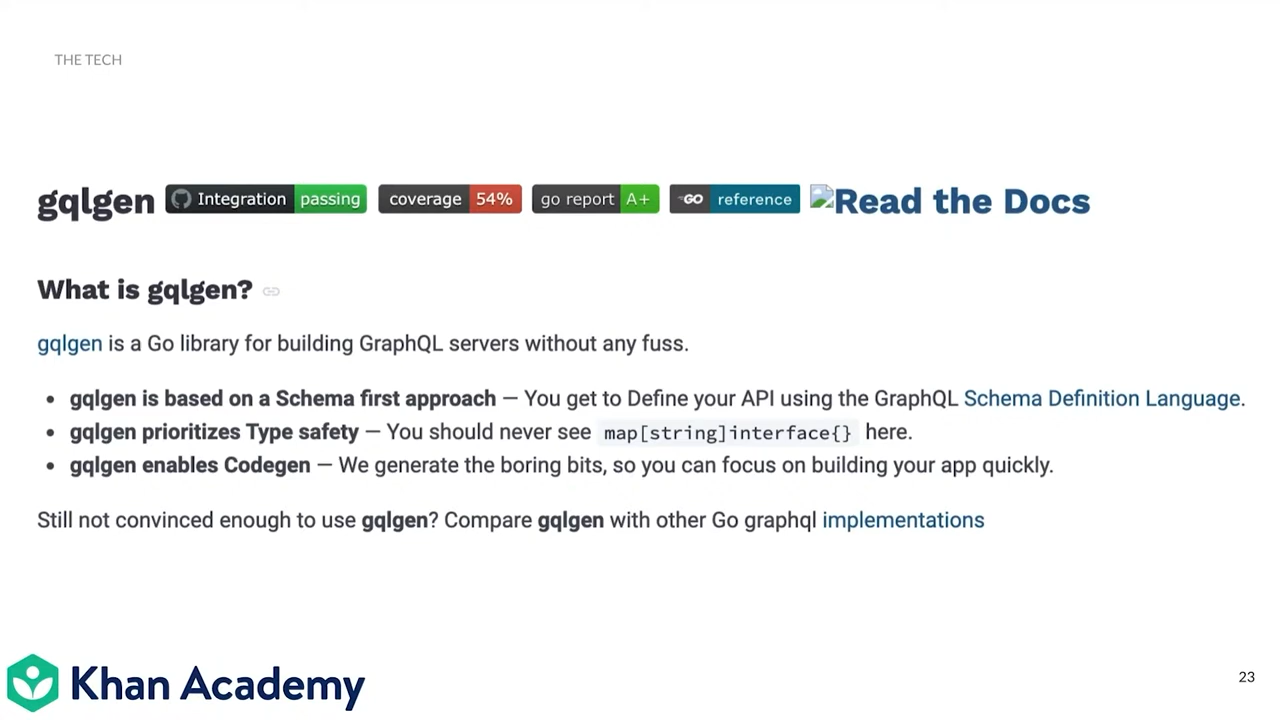 THE TECH
gqlgen Integration passing coverage 54% go report A+ GO reference Read the Docs
What is gqlgen?
gqlgen is a Go library for building GraphQL servers without any fuss.
• gqlgen is based on a Schema first approach — You get to Define your API using the GraphQL Schema Definition Language.
• gqlgen prioritizes Type safety — You should never see map[string]interface{} here.
• gqlgen enables Codegen — We generate the boring bits, so you can focus on building your app quickly.
Still not convinced enough to use gqlgen? Compare gqlgen with other Go graphql implementations
Khan Academy
23